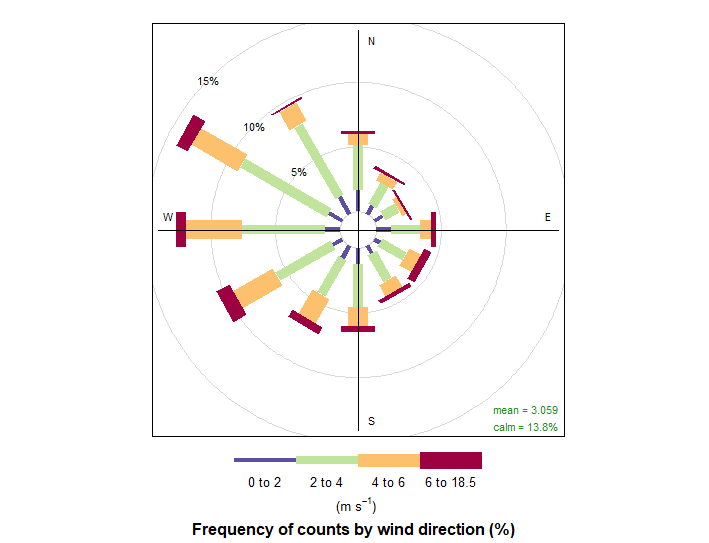 N
15%
10%
5%
W
E
S
mean = 3.059
calm = 13.8%
0 to 2 2 to 4 4 to 6 6 to 18.5
(m s⁻¹)
Frequency of counts by wind direction (%)